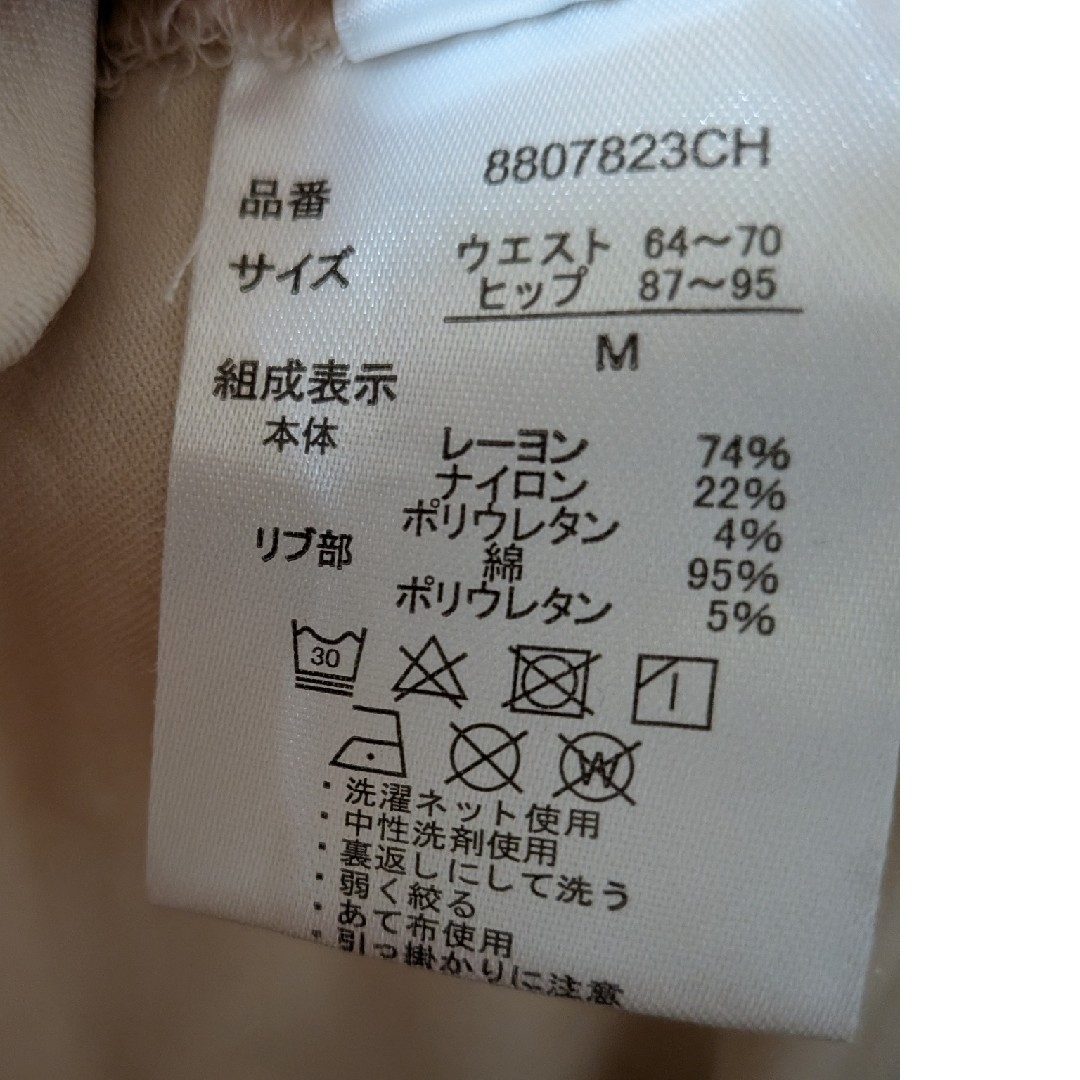 品番 8807823CH
サイズ ウエスト 64〜70
ヒップ 87〜95
M
組成表示
本体 レーヨン 74%
ナイロン 22%
ポリウレタン 4%
リブ部 綿 95%
ポリウレタン 5%
30
W
・洗濯ネット使用
・中性洗剤使用
・裏返しにして洗う
・弱く絞る
・あて布使用
・引っ掛かりに注意